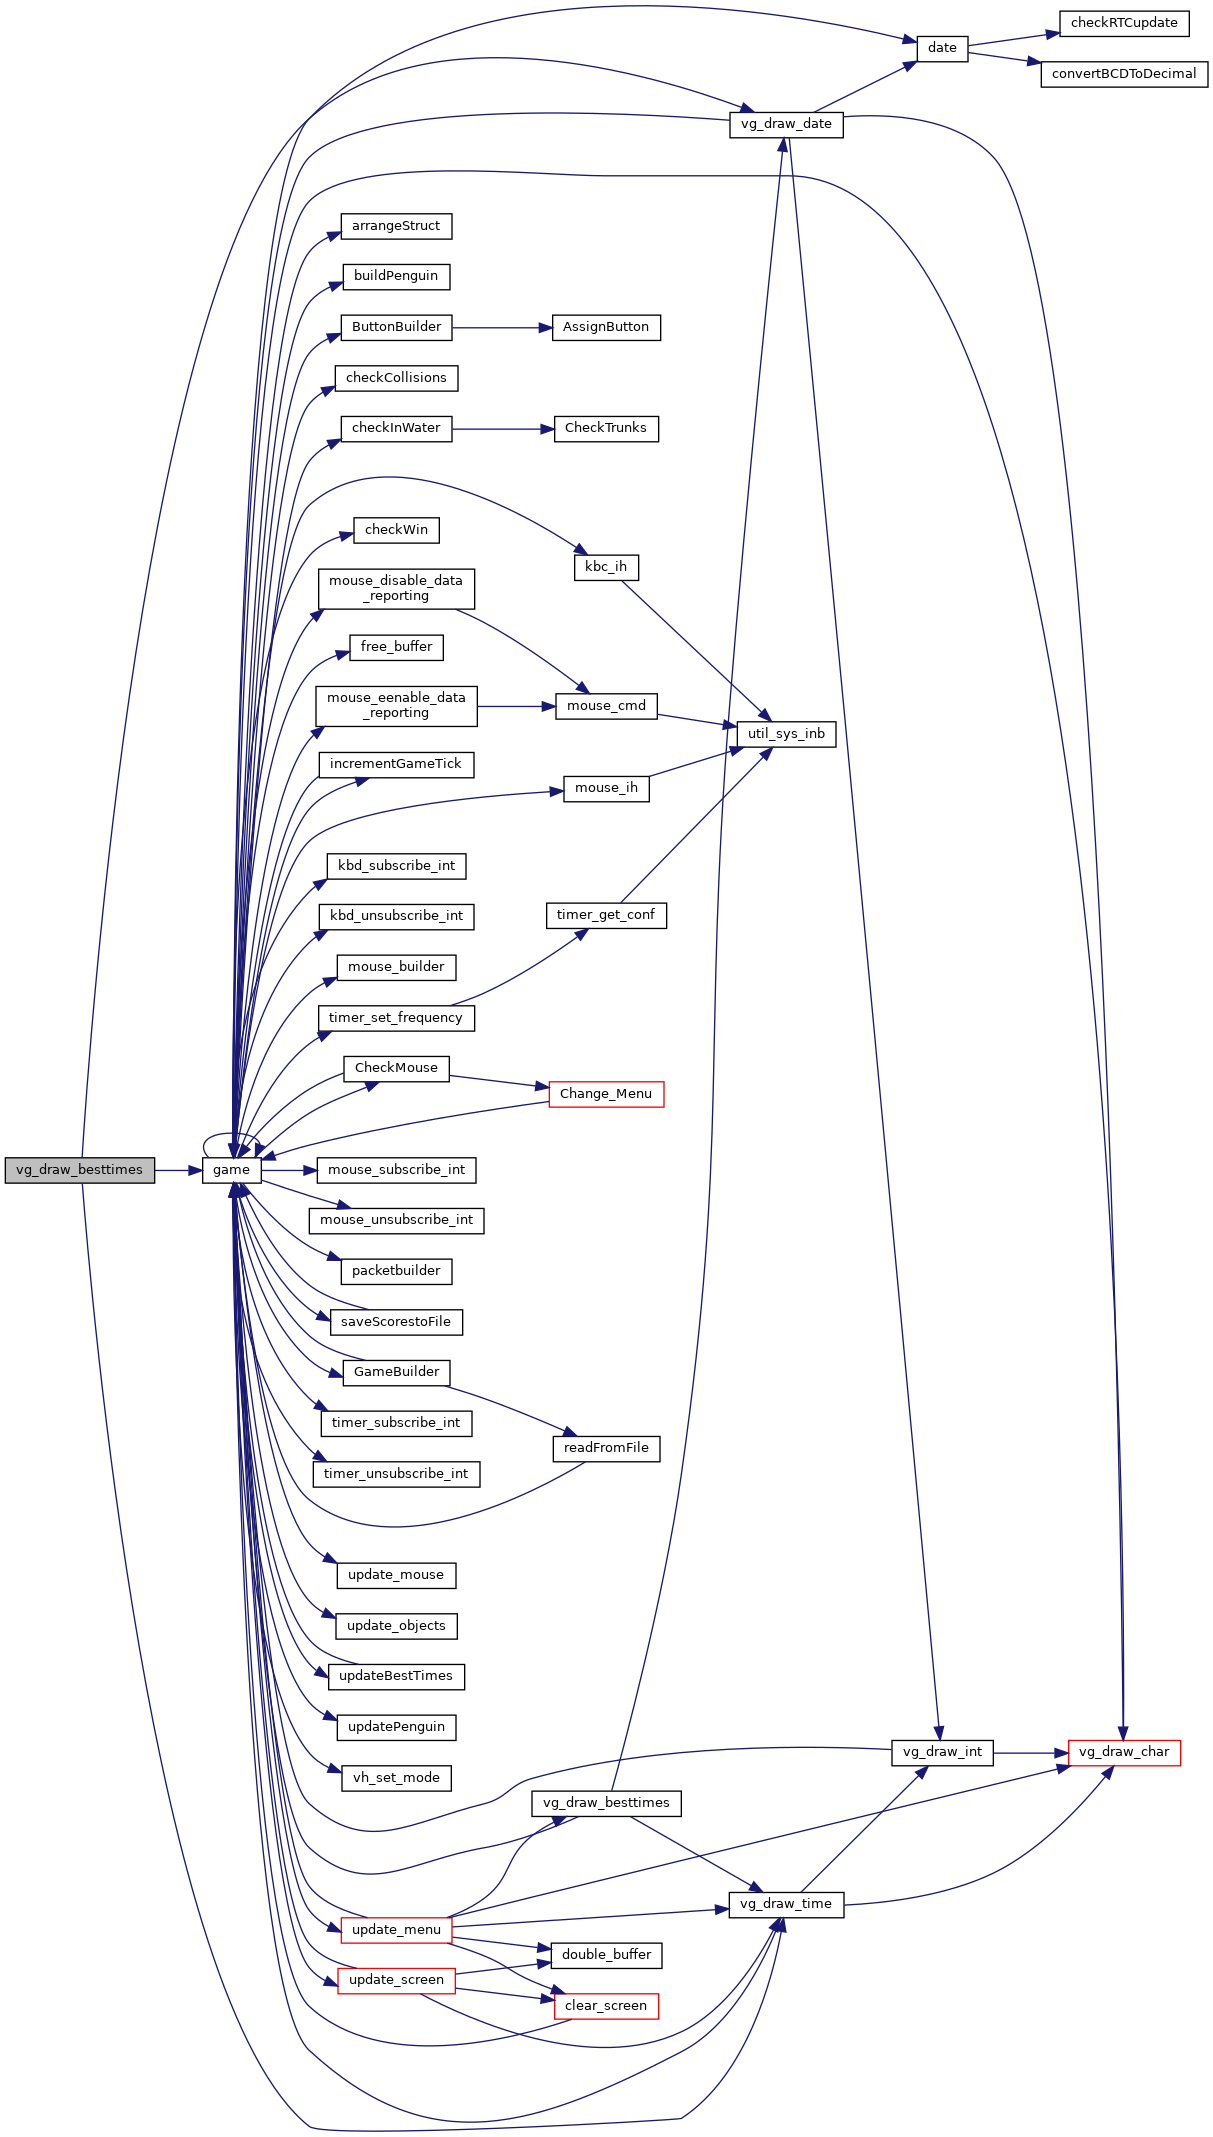 checkRTCupdate
date
convertBCDToDecimal
vg_draw_date
arrangeStruct
buildPenguin
ButtonBuilder
AssignButton
checkCollisions
checkInWater
CheckTrunks
checkWin
kbc_ih
mouse_disable_data
_reporting
free_buffer
mouse_eenable_data
_reporting
mouse_cmd
util_sys_inb
incrementGameTick
mouse_ih
kbd_subscribe_int
kbd_unsubscribe_int
timer_get_conf
mouse_builder
timer_set_frequency
CheckMouse
Change_Menu
vg_draw_besttimes
game
mouse_subscribe_int
mouse_unsubscribe_int
packetbuilder
saveScorestoFile
GameBuilder
timer_subscribe_int
readFromFile
timer_unsubscribe_int
update_mouse
update_objects
updateBestTimes
updatePenguin
vg_draw_int
vg_draw_char
vh_set_mode
vg_draw_besttimes
vg_draw_time
update_menu
double_buffer
update_screen
clear_screen